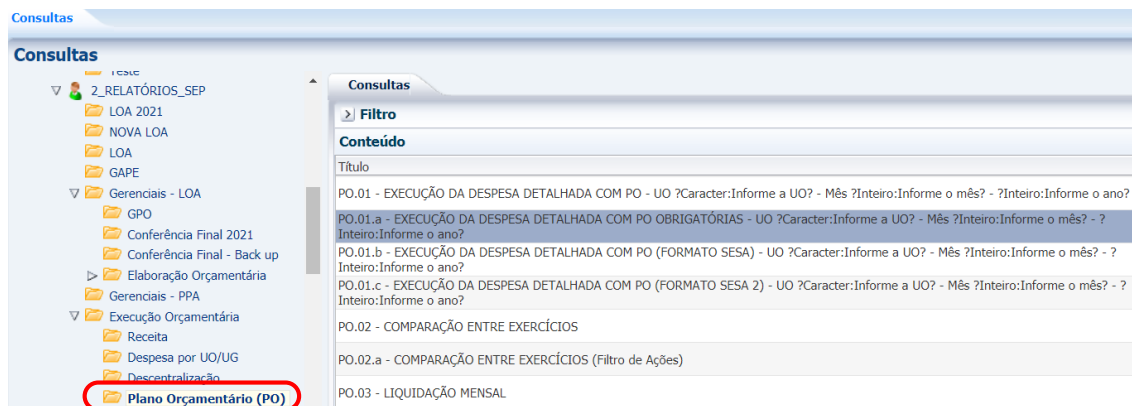 Consultas
Consultas
Teste
2_RELATÓRIOS_SEP
LOA 2021
NOVA LOA
LOA
GAPE
Gerenciais - LOA
GPO
Conferência Final 2021
Conferência Final - Back up
Elaboração Orçamentária
Gerenciais - PPA
Execução Orçamentária
Receita
Despesa por UO/UG
Descentralização
Plano Orçamentário (PO)
Consultas
Filtro
Conteúdo
Título
PO.01 - EXECUÇÃO DA DESPESA DETALHADA COM PO - UO ?Caracter:Informe a UO? - Mês ?Inteiro:Informe o mês? - ?Inteiro:Informe o ano?
PO.01.a - EXECUÇÃO DA DESPESA DETALHADA COM PO OBRIGATÓRIAS - UO ?Caracter:Informe a UO? - Mês ?Inteiro:Informe o mês? - ?
Inteiro:Informe o ano?
PO.01.b - EXECUÇÃO DA DESPESA DETALHADA COM PO (FORMATO SESA) - UO ?Caracter:Informe a UO? - Mês ?Inteiro:Informe o mês? - ?
Inteiro:Informe o ano?
PO.01.c - EXECUÇÃO DA DESPESA DETALHADA COM PO (FORMATO SESA 2) - UO ?Caracter:Informe a UO? - Mês ?Inteiro:Informe o mês? - ?
Inteiro:Informe o ano?
PO.02 - COMPARAÇÃO ENTRE EXERCÍCIOS
PO.02.a - COMPARAÇÃO ENTRE EXERCÍCIOS (Filtro de Ações)
PO.03 - LIQUIDAÇÃO MENSAL